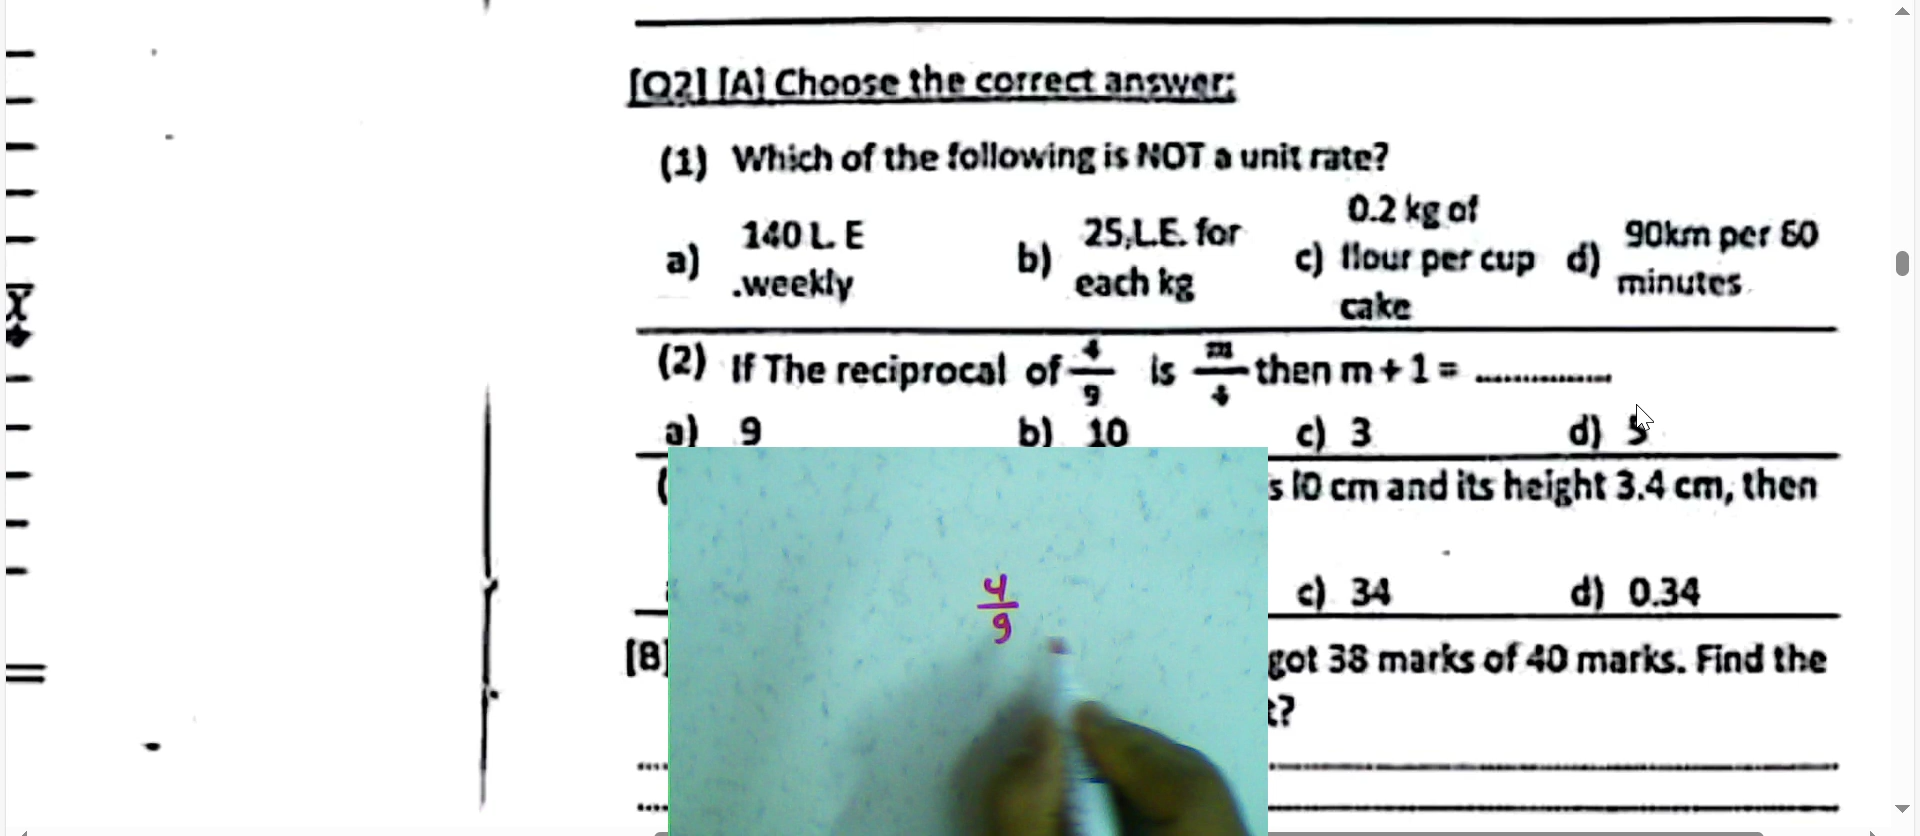 [Q2] [A] Choose the correct answer:
(1) Which of the following is NOT a unit rate?
a) 140 L. E .weekly
b) 25,L.E. for each kg
c) 0.2 kg of flour per cup cake
d) 90km per 60 minutes
(2) If The reciprocal of 4/9 is m/4 then m + 1 = ................
a) 9 b) 10 c) 3 d) 5
s 10 cm and its height 3.4 cm, then
c) 34 d) 0.34
[B] got 38 marks of 40 marks. Find the
t?
4/9
X